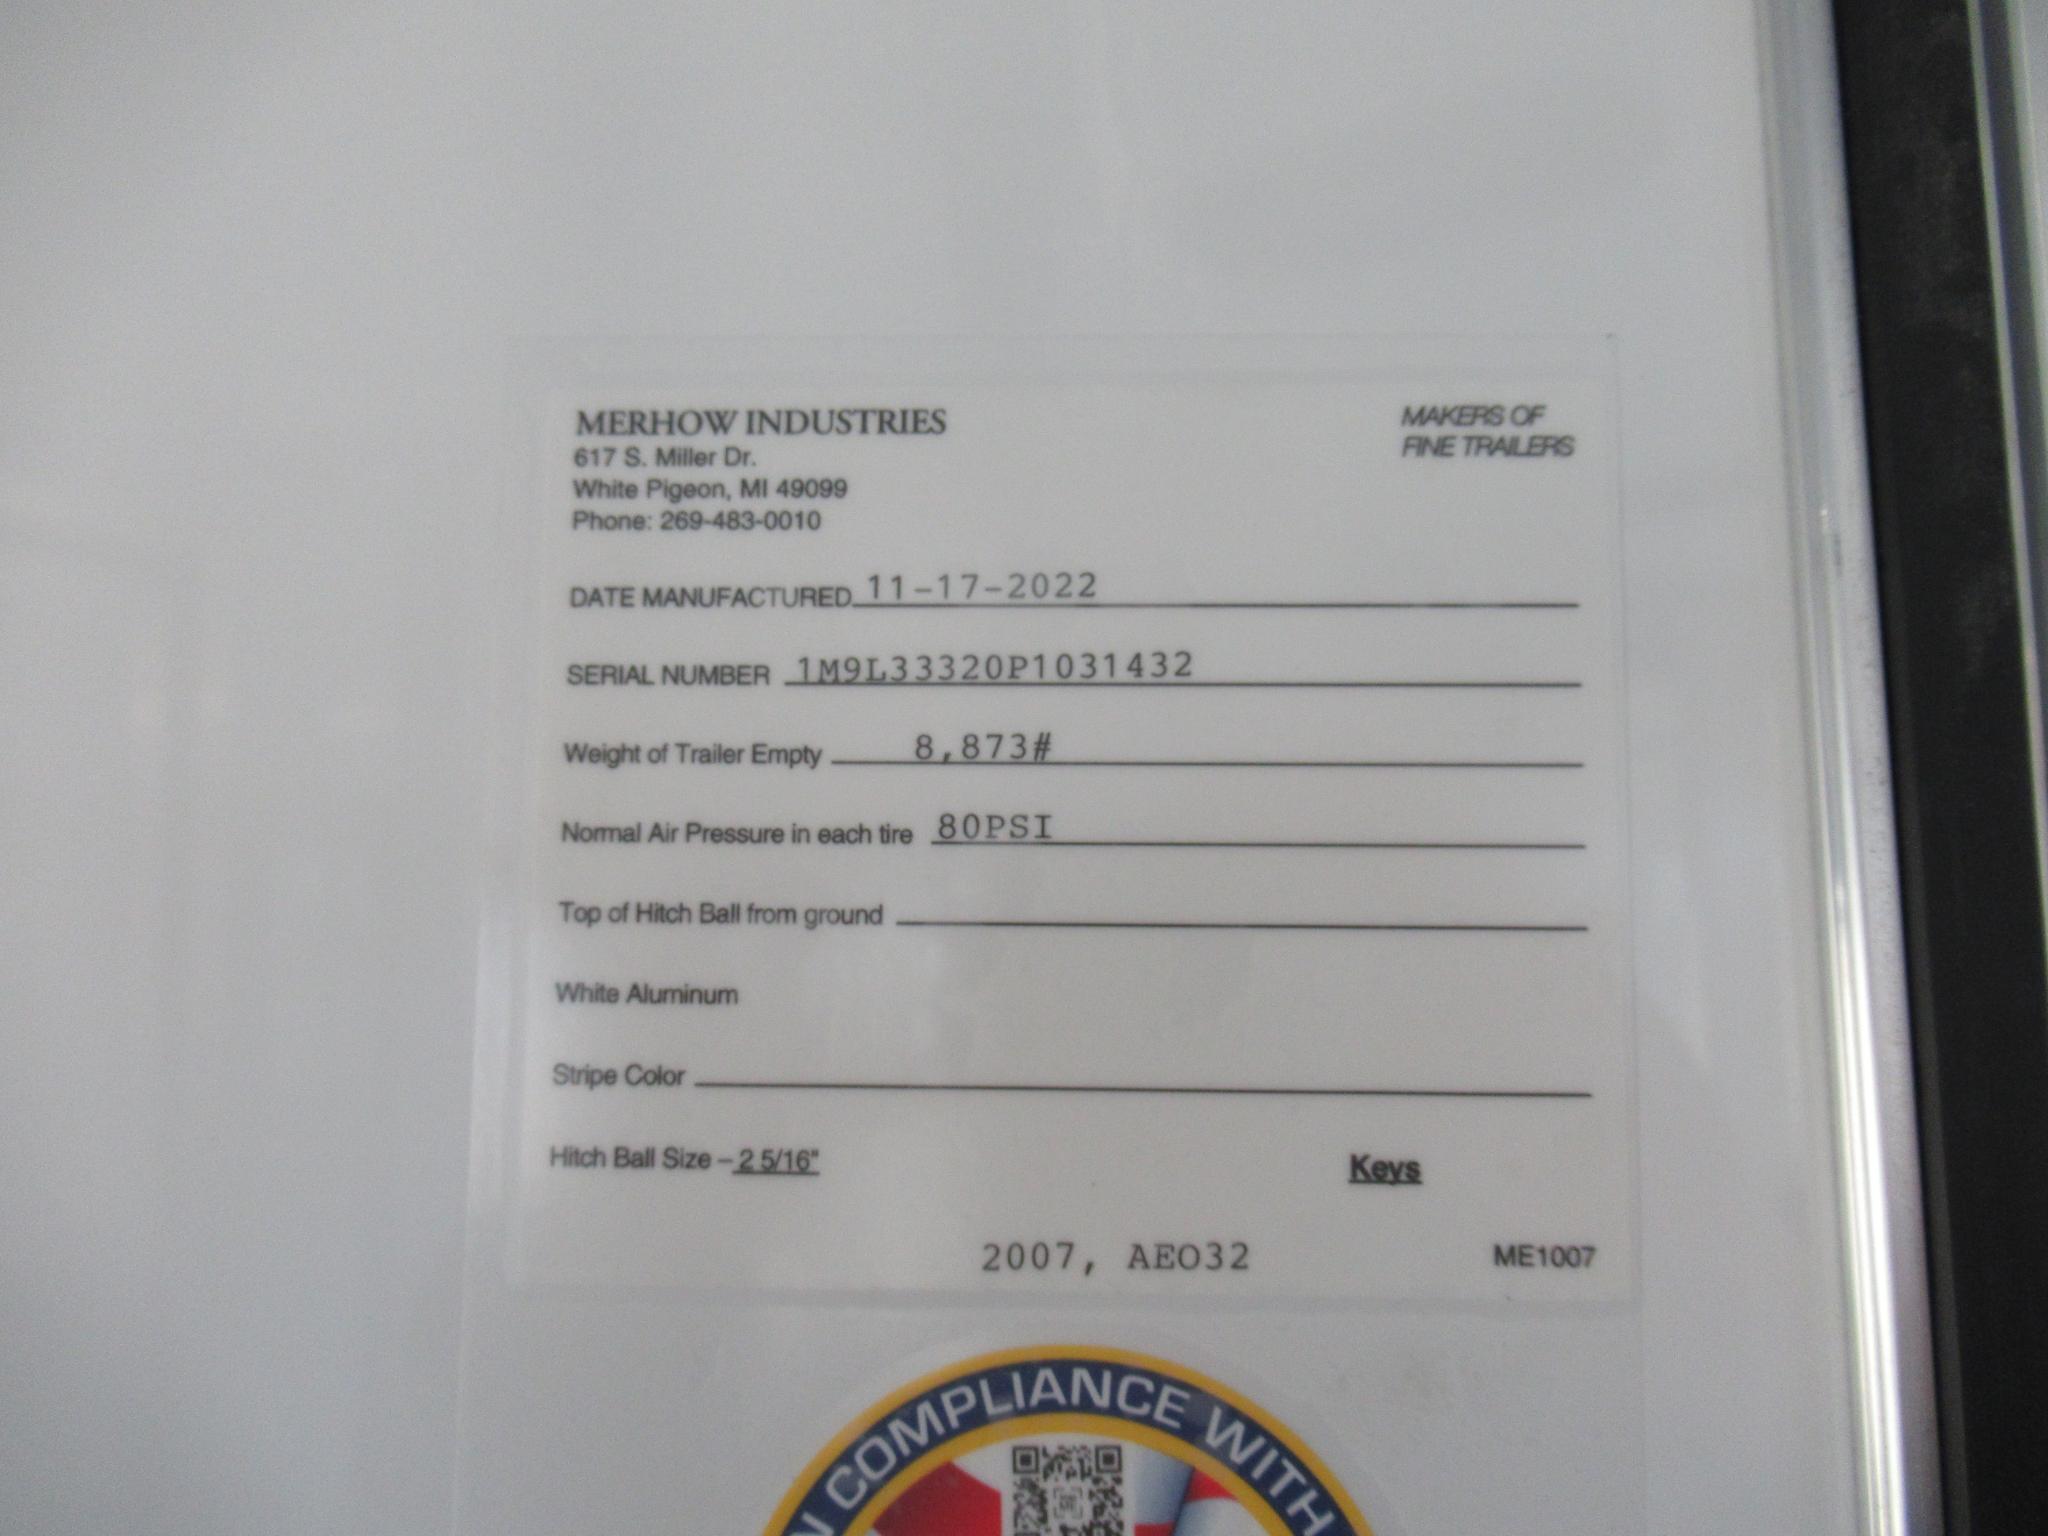 MERHOW INDUSTRIES
617 S. Miller Dr.
White Pigeon, MI 49099
Phone: 269-483-0010
MAKERS OF
FINE TRAILERS
DATE MANUFACTURED 11-17-2022
SERIAL NUMBER 1M9L33320P1031432
Weight of Trailer Empty 8,873#
Normal Air Pressure in each tire 80PSI
Top of Hitch Ball from ground
White Aluminum
Stripe Color
Hitch Ball Size – 2 5/16"
Keys
2007, AEO32
ME1007
COMPLIANCE WITH